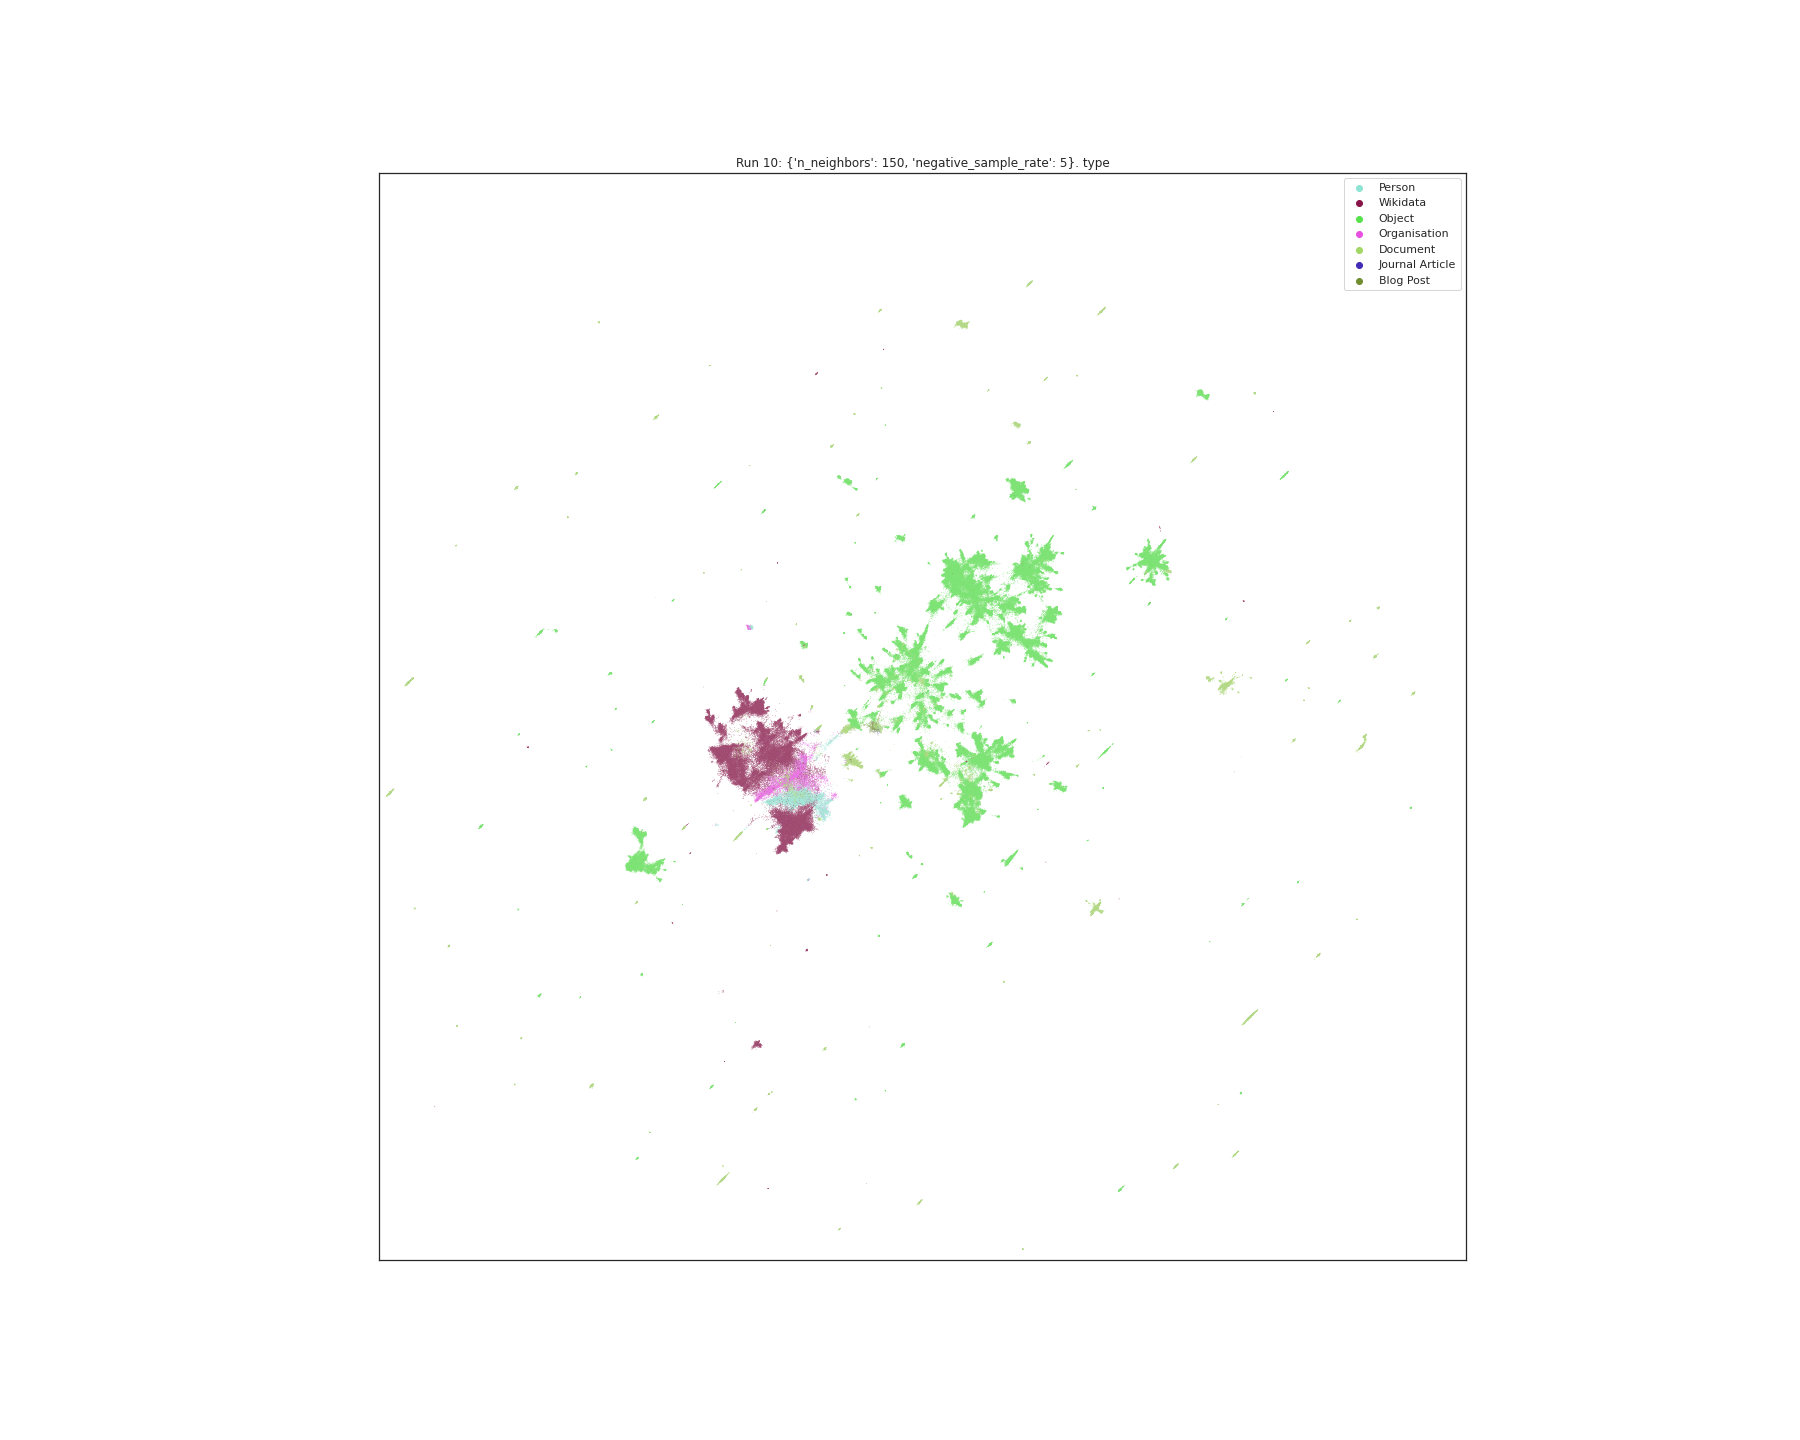 Run 10: {'n_neighbors': 150, 'negative_sample_rate': 5}. type
Person
Wikidata
Object
Organisation
Document
Journal Article
Blog Post